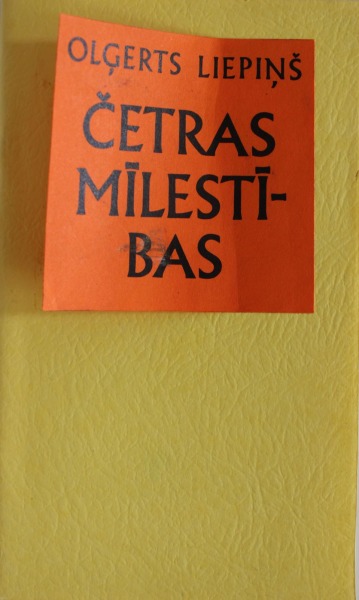 OLĢERTS LIEPIŅŠ
ČETRAS
MĪLESTĪ-
BAS